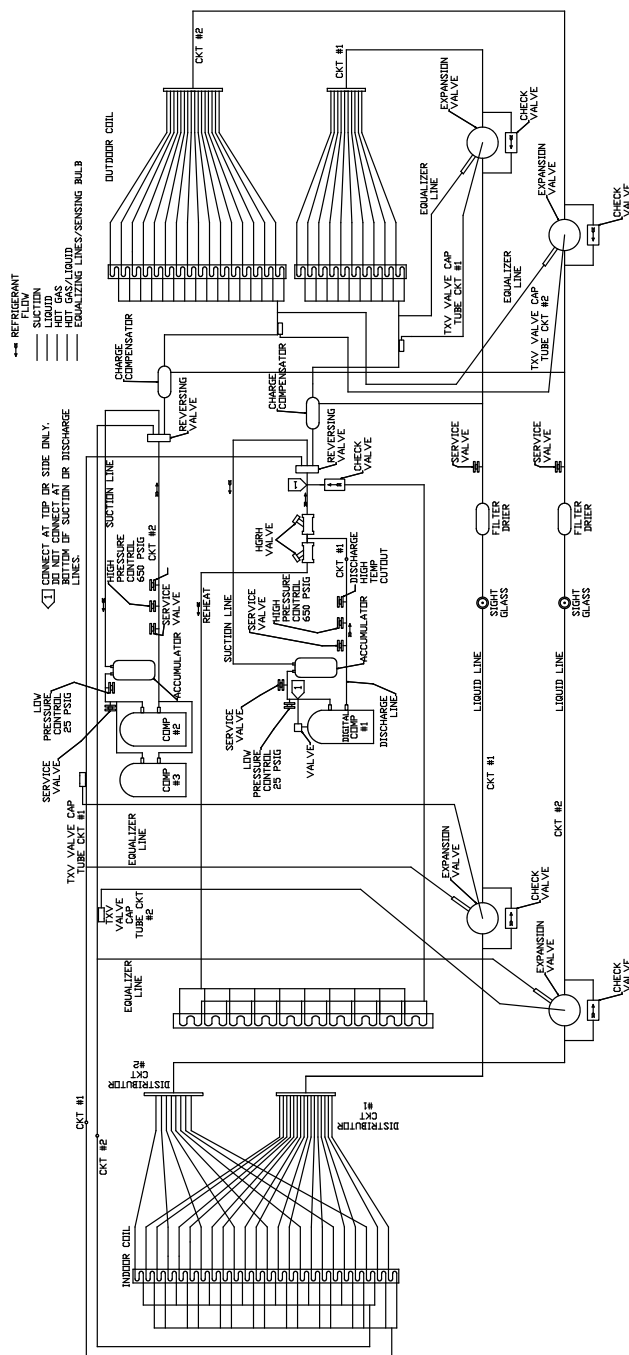 REFRIGERANT
FLOW
SUCTION
LIQUID
HOT GAS
HOT GAS/LIQUID
EQUALIZING LINES/SENSING BULB
1
CONNECT AT TOP OR SIDE ONLY.
DO NOT CONNECT AT
BOTTOM OF SUCTION OR DISCHARGE
LINES.
OUTDOOR COIL
CKT #2
CKT #1
EXPANSION
VALVE
CHECK
VALVE
EQUALIZER
LINE
TXV VALVE CAP
TUBE CKT #1
EXPANSION
VALVE
CHECK
VALVE
EQUALIZER
LINE
TXV VALVE CAP
TUBE CKT #2
CHARGE
COMPENSATOR
REVERSING
VALVE
CHARGE
COMPENSATOR
REVERSING
VALVE
CHECK
VALVE
1
HGRH
VALVE
SUCTION LINE
CKT #2
HIGH
PRESSURE
CONTROL
650 PSIG
SERVICE
VALVE
ACCUMULATOR
LOW
PRESSURE
CONTROL
25 PSIG
SERVICE
VALVE
COMP
#2
COMP
#3
REHEAT
SUCTION LINE
CKT #1
DISCHARGE
HIGH
TEMP
CUTOUT
HIGH
PRESSURE
CONTROL
650 PSIG
SERVICE
VALVE
ACCUMULATOR
SERVICE
VALVE
1
LOW
PRESSURE
CONTROL
25 PSIG
VALVE
DIGITAL
COMP
#1
DISCHARGE
LINE
SERVICE
VALVE
SERVICE
VALVE
FILTER
DRIER
FILTER
DRIER
SIGHT
GLASS
SIGHT
GLASS
LIQUID LINE
LIQUID LINE
CKT #1
CKT #2
TXV VALVE CAP
TUBE CKT #1
EQUALIZER
LINE
TXV
VALVE
CAP
TUBE CKT
#2
EQUALIZER
LINE
EXPANSION
VALVE
CHECK
VALVE
EXPANSION
VALVE
CHECK
VALVE
CKT #1
CKT #2
DISTRIBUTOR
CKT
#2
DISTRIBUTOR
CKT
#1
INDOOR COIL